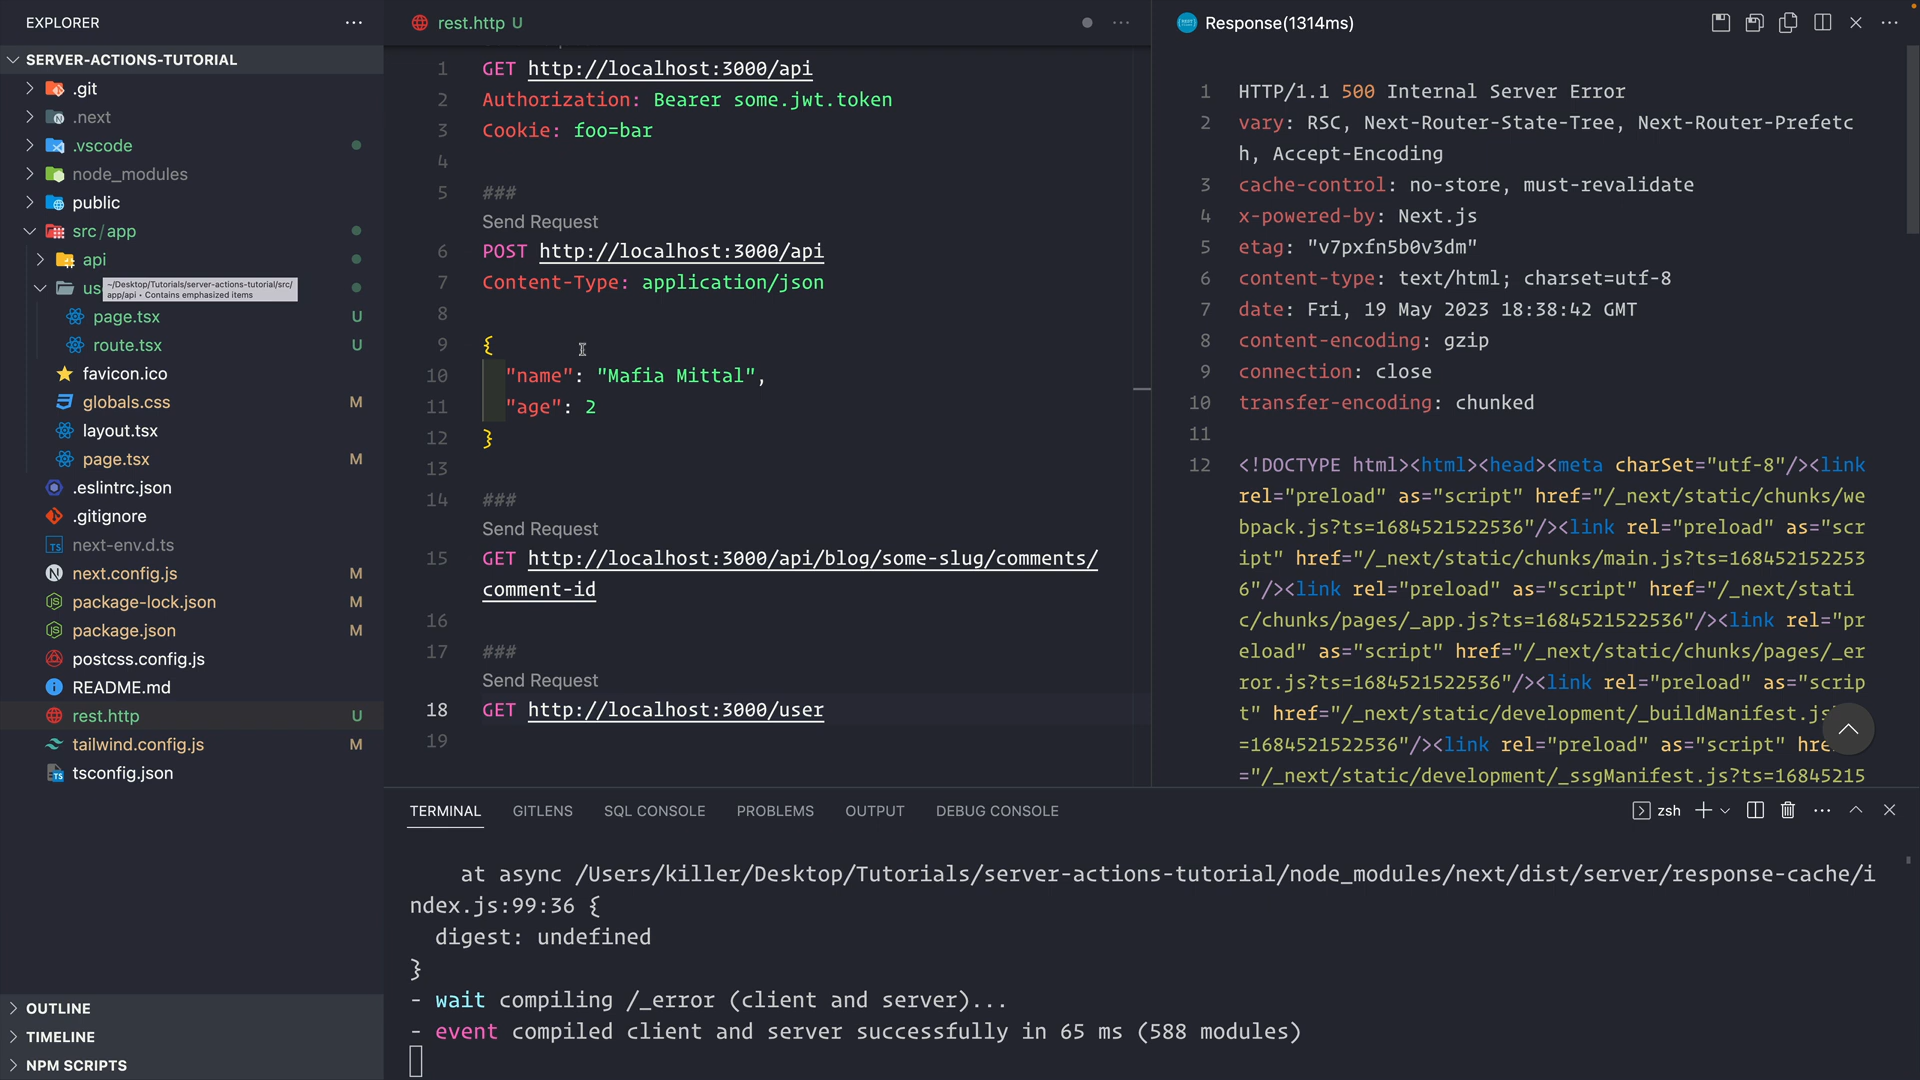 EXPLORER
SERVER-ACTIONS-TUTORIAL
.git
.next
.vscode
node_modules
public
src/app
api
us
~/Desktop/Tutorials/server-actions-tutorial/src/
app/api • Contains emphasized items
page.tsx U
route.tsx U
favicon.ico
globals.css M
layout.tsx
page.tsx M
.eslintrc.json
.gitignore
next-env.d.ts
next.config.js M
package-lock.json M
package.json M
postcss.config.js
README.md
rest.http U
tailwind.config.js M
tsconfig.json
OUTLINE
TIMELINE
NPM SCRIPTS
rest.http U
1 GET http://localhost:3000/api
2 Authorization: Bearer some.jwt.token
3 Cookie: foo=bar
4
5 ###
Send Request
6 POST http://localhost:3000/api
7 Content-Type: application/json
8
9 {
10 "name": "Mafia Mittal",
11 "age": 2
12 }
13
14 ###
Send Request
15 GET http://localhost:3000/api/blog/some-slug/comments/
comment-id
16
17 ###
Send Request
18 GET http://localhost:3000/user
19
Response(1314ms)
1 HTTP/1.1 500 Internal Server Error
2 vary: RSC, Next-Router-State-Tree, Next-Router-Prefetc
h, Accept-Encoding
3 cache-control: no-store, must-revalidate
4 x-powered-by: Next.js
5 etag: "v7pxfn5b0v3dm"
6 content-type: text/html; charset=utf-8
7 date: Fri, 19 May 2023 18:38:42 GMT
8 content-encoding: gzip
9 connection: close
10 transfer-encoding: chunked
11
12 <!DOCTYPE html><html><head><meta charSet="utf-8"/><link
rel="preload" as="script" href="/_next/static/chunks/we
bpack.js?ts=1684521522536"/><link rel="preload" as="scr
ipt" href="/_next/static/chunks/main.js?ts=168452152253
6"/><link rel="preload" as="script" href="/_next/stati
c/chunks/pages/_app.js?ts=1684521522536"/><link rel="pr
eload" as="script" href="/_next/static/chunks/pages/_er
ror.js?ts=1684521522536"/><link rel="preload" as="scrip
t" href="/_next/static/development/_buildManifest.js
=1684521522536"/><link rel="preload" as="script" hre
="/_next/static/development/_ssgManifest.js?ts=16845215
TERMINAL GITLENS SQL CONSOLE PROBLEMS OUTPUT DEBUG CONSOLE zsh
at async /Users/killer/Desktop/Tutorials/server-actions-tutorial/node_modules/next/dist/server/response-cache/i
ndex.js:99:36 {
digest: undefined
}
- wait compiling /_error (client and server)...
- event compiled client and server successfully in 65 ms (588 modules)